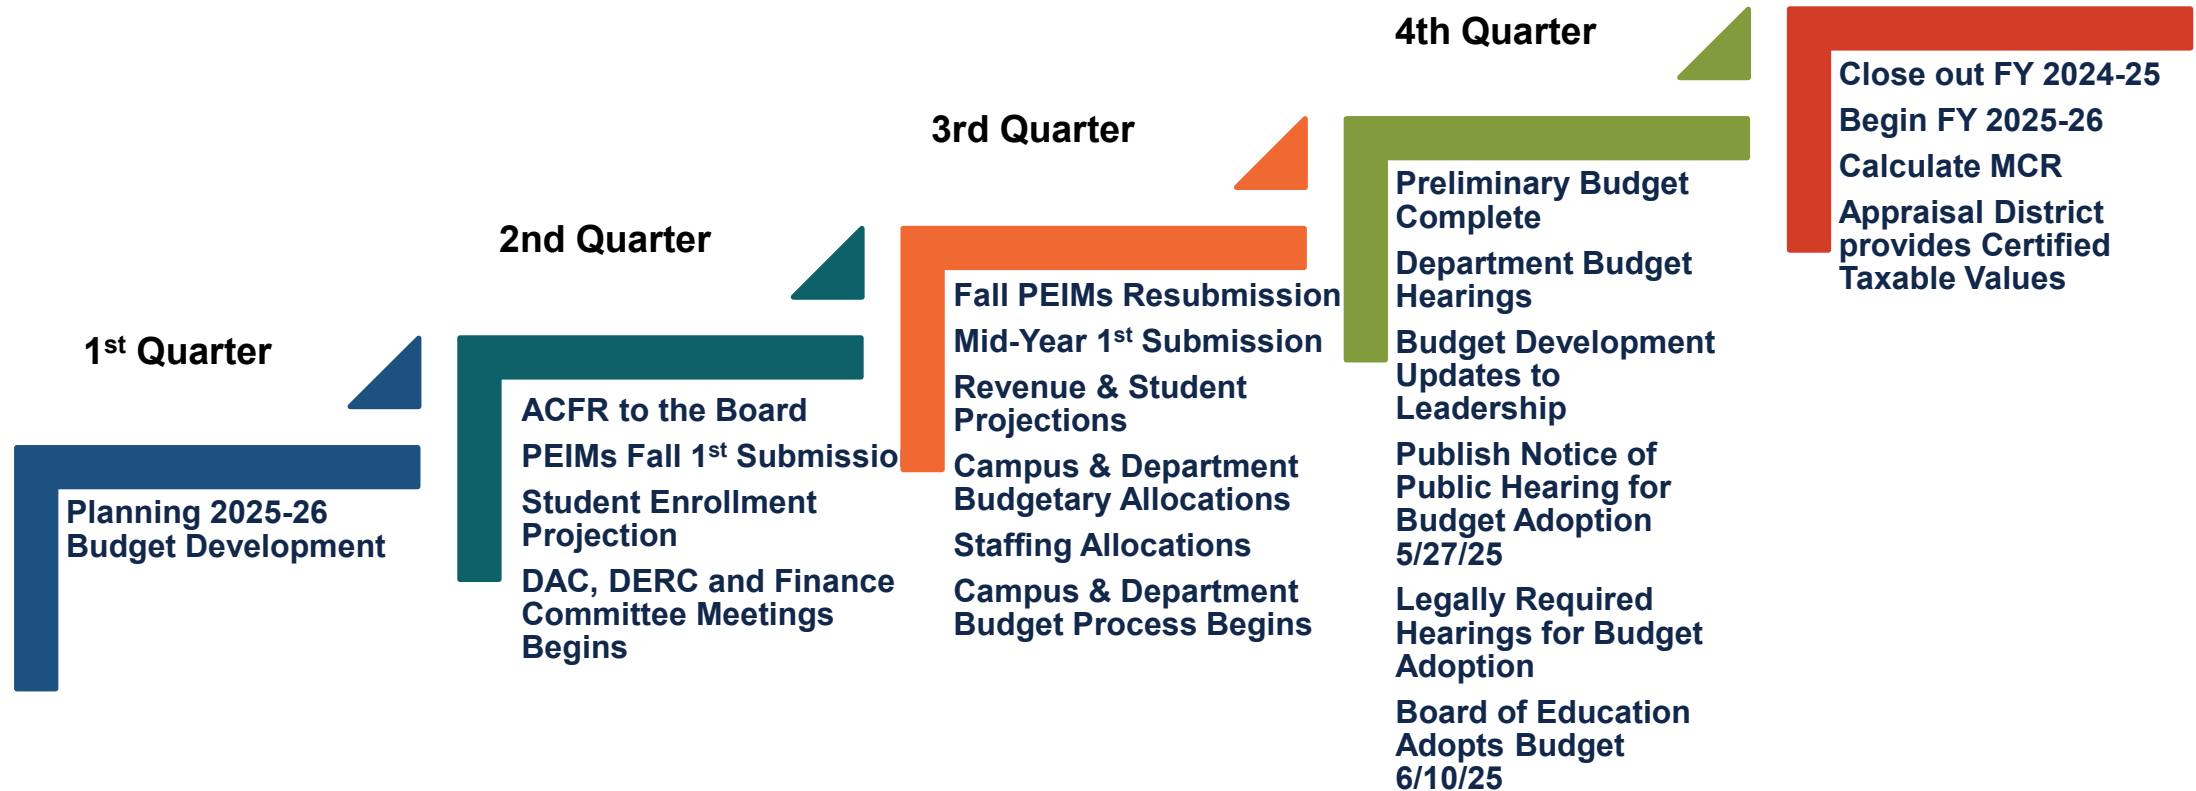 1st Quarter
Planning 2025-26
Budget Development
2nd Quarter
ACFR to the Board
PEIMs Fall 1st Submissio
Student Enrollment
Projection
DAC, DERC and Finance
Committee Meetings
Begins
3rd Quarter
Fall PEIMs Resubmission
Mid-Year 1st Submission
Revenue & Student
Projections
Campus & Department
Budgetary Allocations
Staffing Allocations
Campus & Department
Budget Process Begins
4th Quarter
Preliminary Budget
Complete
Department Budget
Hearings
Budget Development
Updates to
Leadership
Publish Notice of
Public Hearing for
Budget Adoption
5/27/25
Legally Required
Hearings for Budget
Adoption
Board of Education
Adopts Budget
6/10/25
Close out FY 2024-25
Begin FY 2025-26
Calculate MCR
Appraisal District
provides Certified
Taxable Values